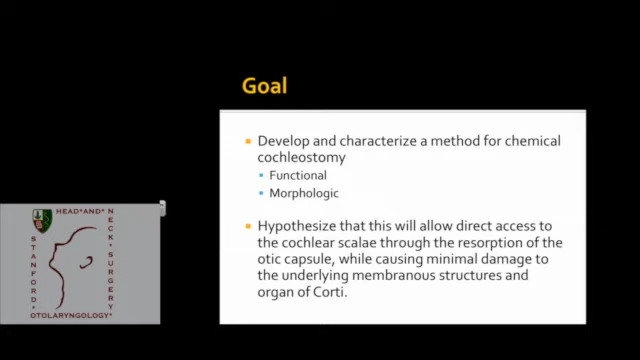 Goal
Develop and characterize a method for chemical
cochleostomy
Functional
Morphologic
Hypothesize that this will allow direct access to
the cochlear scalae through the resorption of the
otic capsule, while causing minimal damage to
the underlying membranous structures and
organ of Corti.
HEAD*AND*
NECK*SURGERY
STANFORD
OTOLARYNGOLOGY*